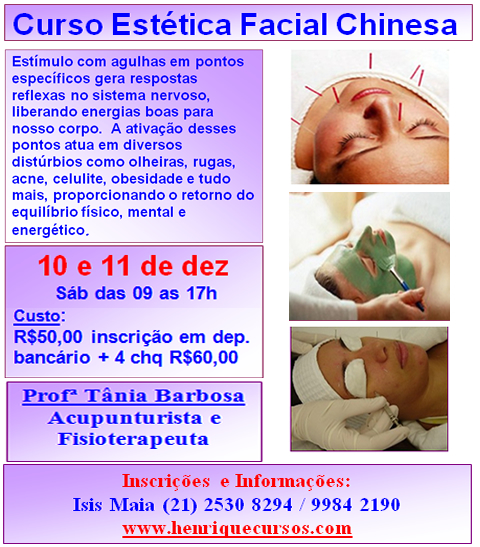 Curso Estética Facial Chinesa
Estímulo com agulhas em pontos
específicos gera respostas
reflexas no sistema nervoso,
liberando energias boas para
nosso corpo. A ativação desses
pontos atua em diversos
distúrbios como olheiras, rugas,
acne, celulite, obesidade e tudo
mais, proporcionando o retorno do
equilíbrio físico, mental e
energético.
10 e 11 de dez
Sáb das 09 as 17h
Custo:
R$50,00 inscrição em dep.
bancário + 4 chq R$60,00
Profª Tânia Barbosa
Acupunturista e
Fisioterapeuta
Inscrições e Informações:
Isis Maia (21) 2530 8294 / 9984 2190
www.henriquecursos.com